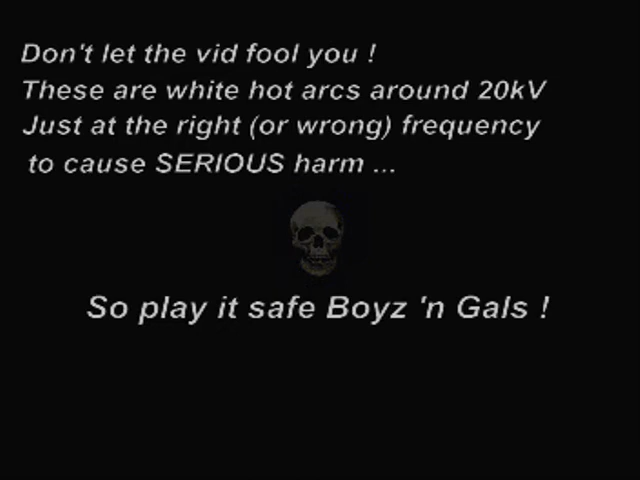 Don't let the vid fool you !
These are white hot arcs around 20kV
Just at the right (or wrong) frequency
to cause SERIOUS harm ...
So play it safe Boyz 'n Gals !